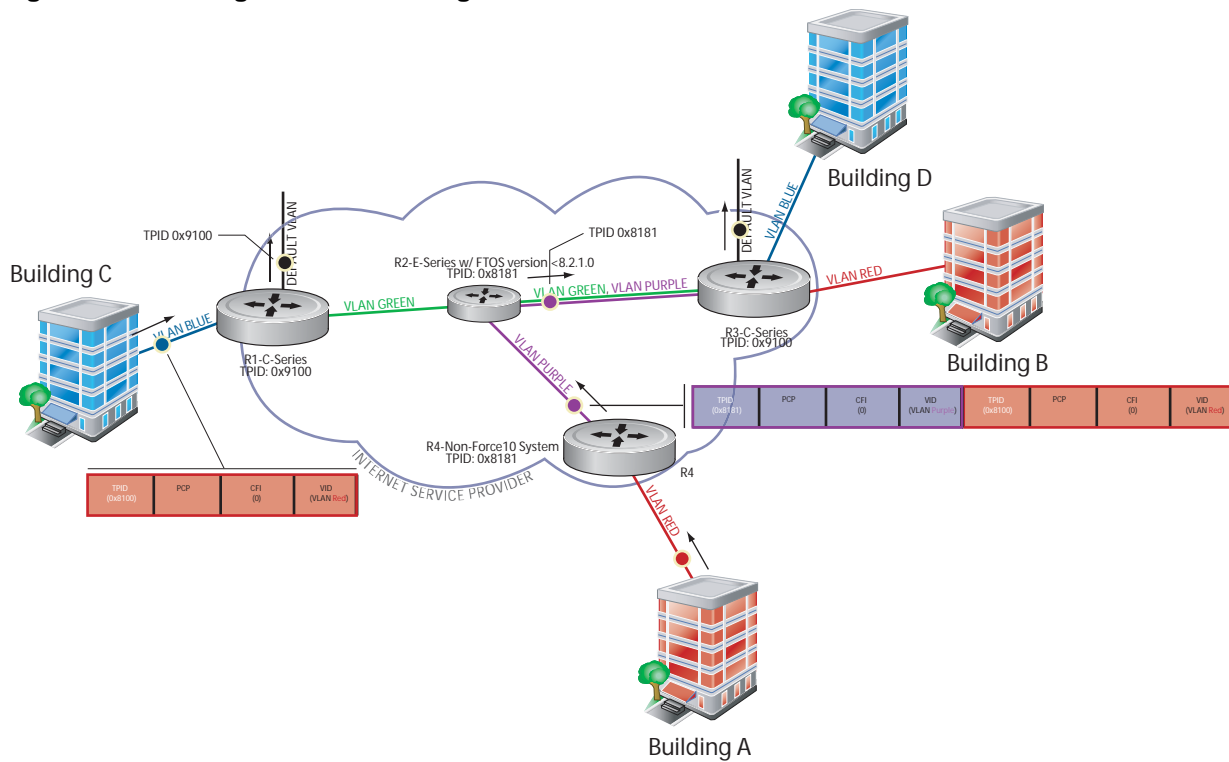 Building D
VLAN BLUE
DEFAULT VLAN
DEFAULT VLAN
TPID 0x9100
TPID 0x8181
R2-E-Series w/ FTOS version <8.2.1.0
TPID: 0x8181
Building C
VLAN BLUE
VLAN GREEN
VLAN GREEN, VLAN PURPLE
VLAN RED
R3-C-Series
TPID: 0x9100
R1-C-Series
TPID: 0x9100
Building B
VLAN PURPLE
TPID (0x8181) PCP CFI (0) VID (VLAN Purple) TPID (0x8100) PCP CFI (0) VID (VLAN Red)
R4-Non-Force10 System
TPID: 0x8181
R4
INTERNET SERVICE PROVIDER
TPID (0x8100) PCP CFI (0) VID (VLAN Red)
VLAN RED
Building A